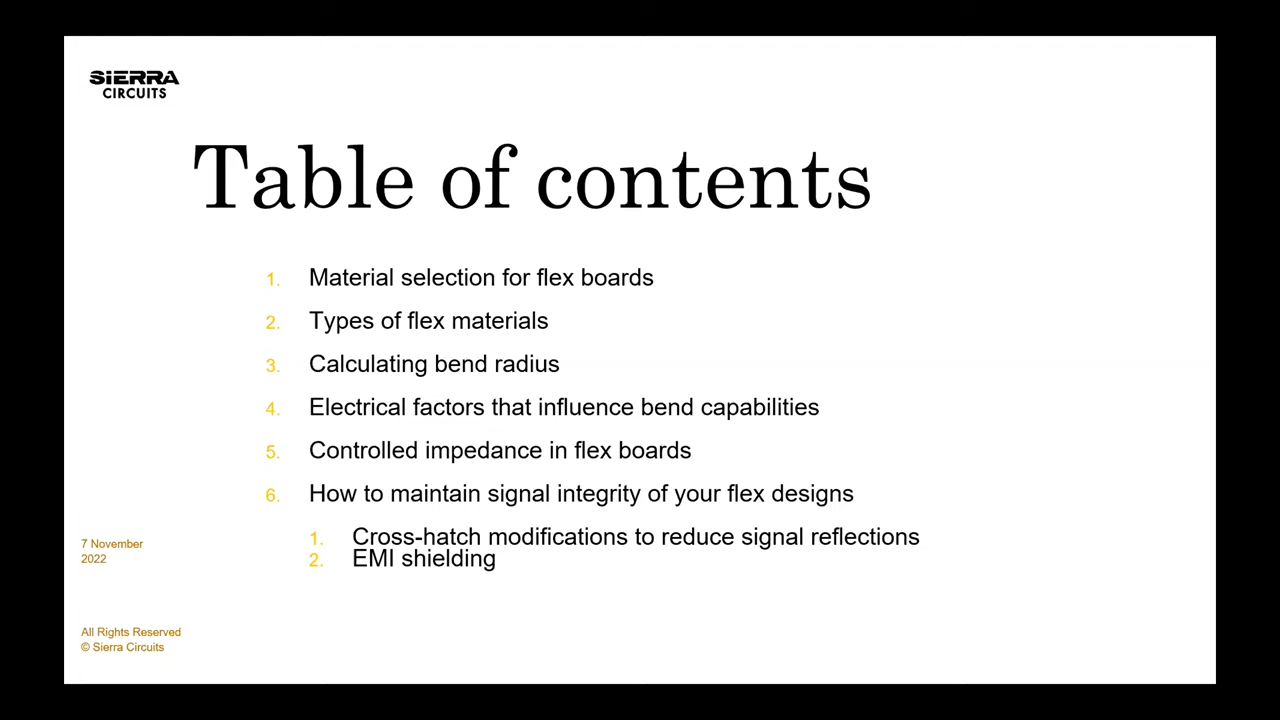 SiERRA
CIRCUITS
Table of contents
1. Material selection for flex boards
2. Types of flex materials
3. Calculating bend radius
4. Electrical factors that influence bend capabilities
5. Controlled impedance in flex boards
6. How to maintain signal integrity of your flex designs
1. Cross-hatch modifications to reduce signal reflections
2. EMI shielding
7 November
2022
All Rights Reserved
© Sierra Circuits